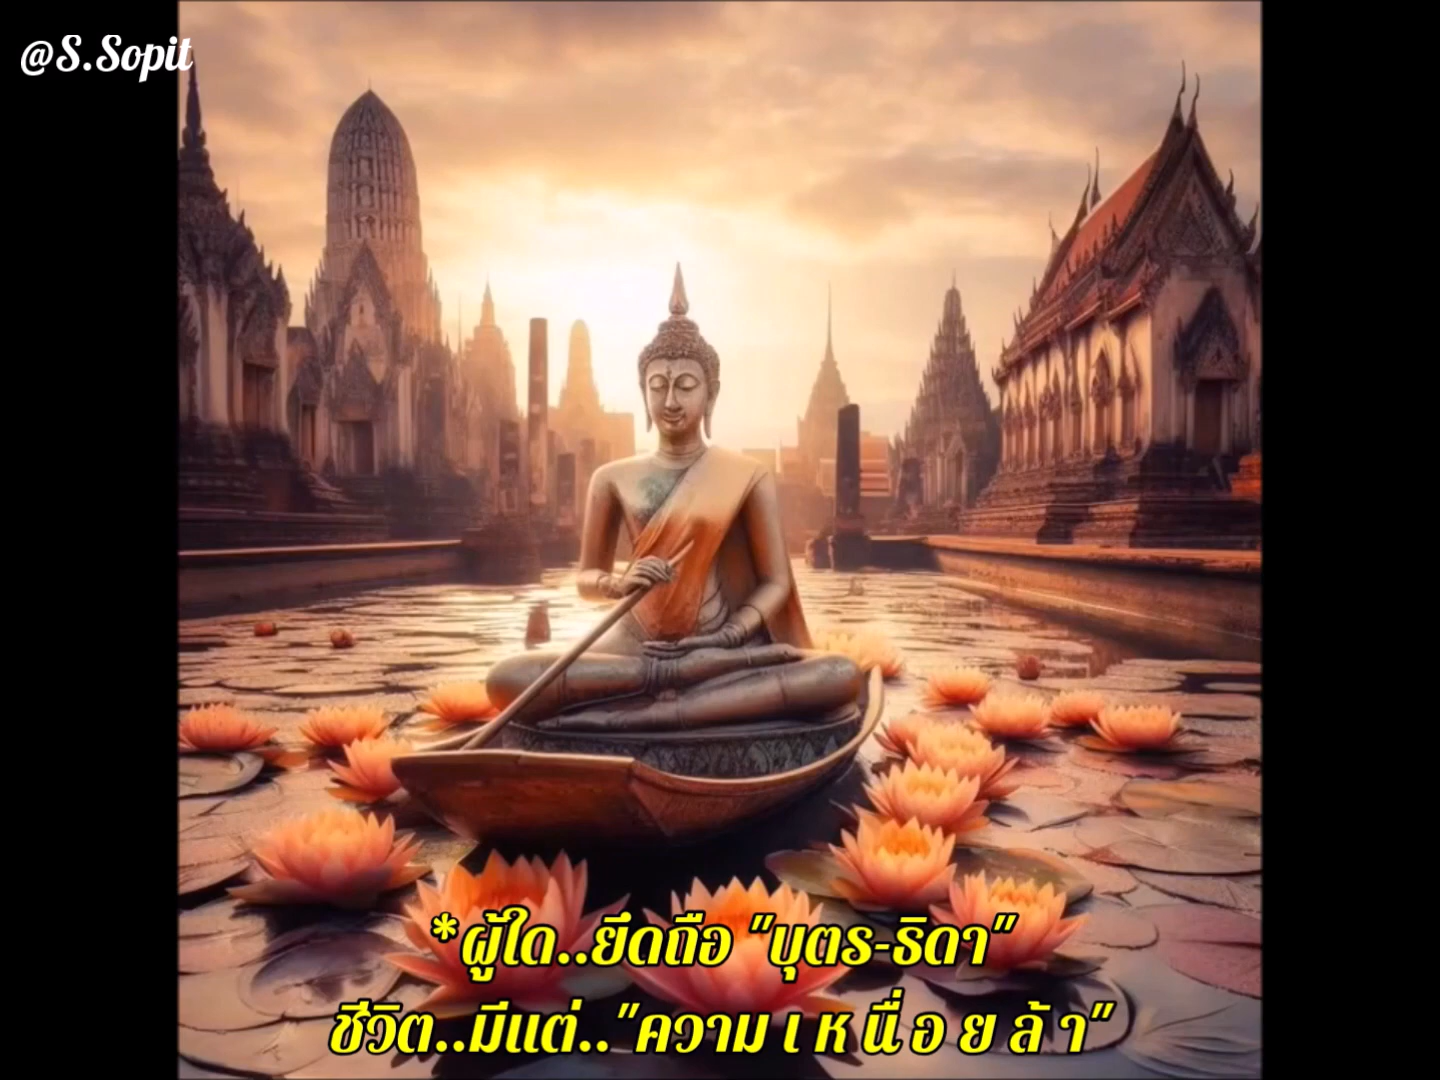 @S.Sopit
*ผู้ใด..ยึดถือ "บุตร-ธิดา"
ชีวิต..มีแต่.."ความ เ ห นื่ อ ย ล้ า"